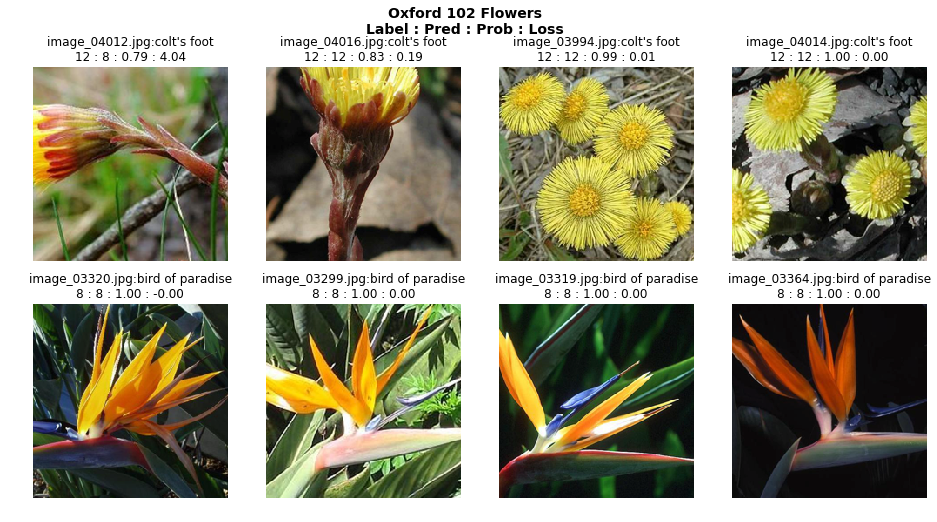 Oxford 102 Flowers
Label : Pred : Prob : Loss
image_04012.jpg:colt's foot
12 : 8 : 0.79 : 4.04
image_04016.jpg:colt's foot
12 : 12 : 0.83 : 0.19
image_03994.jpg:colt's foot
12 : 12 : 0.99 : 0.01
image_04014.jpg:colt's foot
12 : 12 : 1.00 : 0.00
image_03320.jpg:bird of paradise
8 : 8 : 1.00 : -0.00
image_03299.jpg:bird of paradise
8 : 8 : 1.00 : 0.00
image_03319.jpg:bird of paradise
8 : 8 : 1.00 : 0.00
image_03364.jpg:bird of paradise
8 : 8 : 1.00 : 0.00